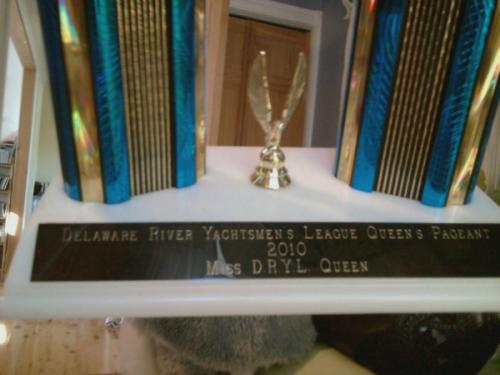 Delaware River Yachtsmen's League Queen's Pageant
2010
Miss DRYL Queen